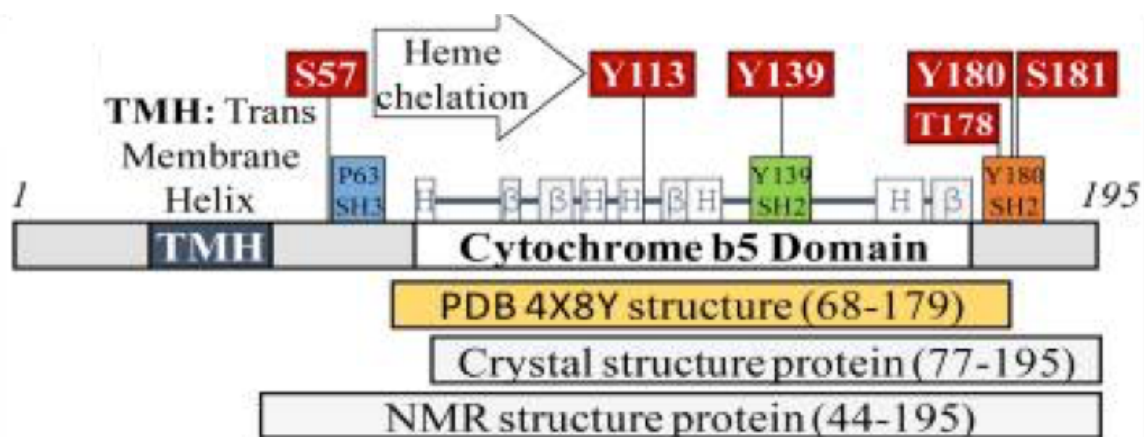 S57
Heme
chelation
Y113
Y139
Y180
S181
T178
TMH: Trans
Membrane
Helix
1
P63
SH3
H
β
β
H
H
β
H
Y139
SH2
H
β
Y180
SH2
195
TMH
Cytochrome b5 Domain
PDB 4X8Y structure (68-179)
Crystal structure protein (77-195)
NMR structure protein (44-195)